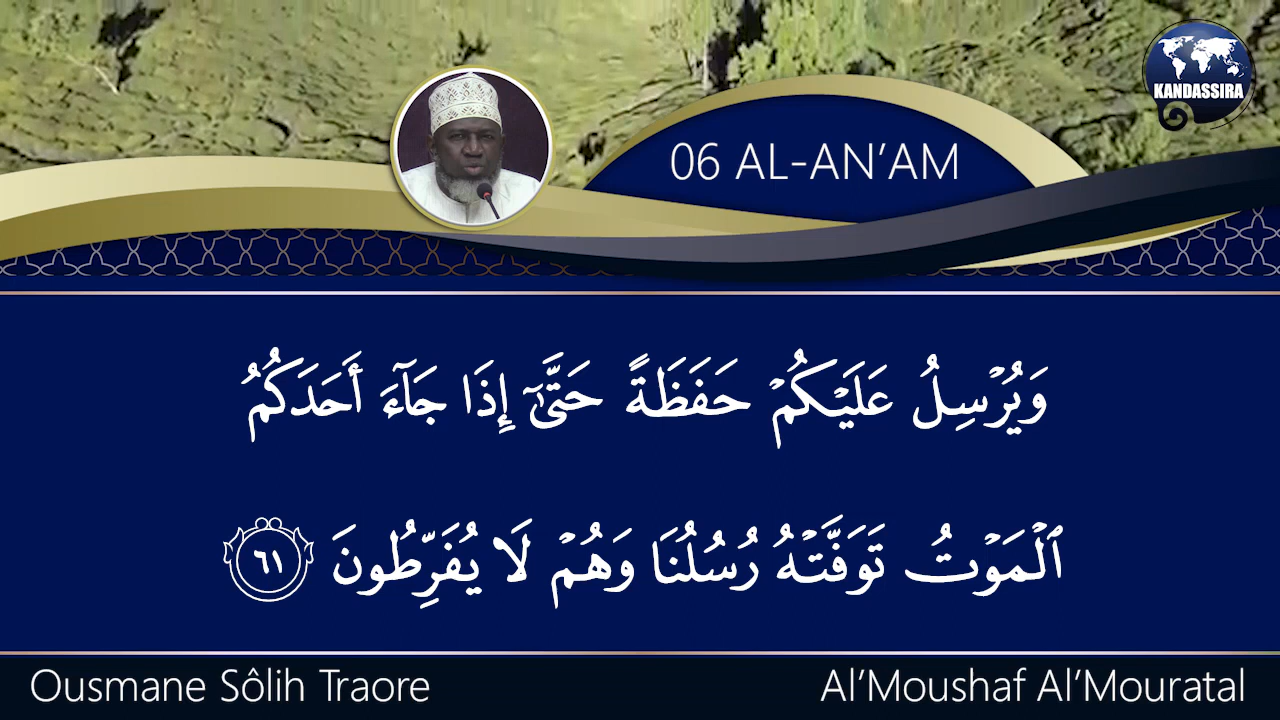 KANDASSIRA
06 AL-AN’AM
وَيُرْسِلُ عَلَيْكُمْ حَفَظَةً حَتَّىٰٓ إِذَا جَآءَ أَحَدَكُمُ
ٱلْمَوْتُ تَوَفَّتْهُ رُسُلُنَا وَهُمْ لَا يُفَرِّطُونَ ٦١
Ousmane Sôlih Traore
Al’Moushaf Al’Mouratal